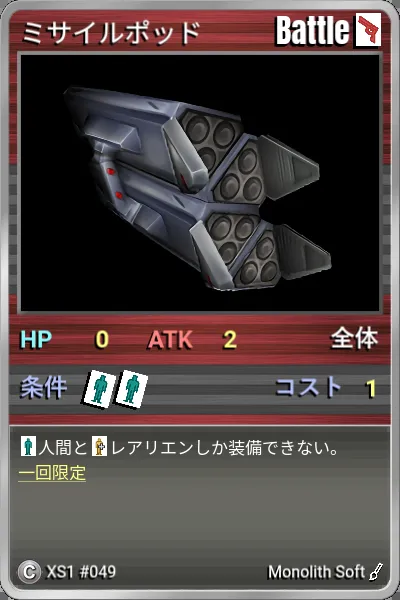 ミサイルポッド Battle
HP 0 ATK 2 全体
条件 コスト 1
人間とレアリエンしか装備できない。
一回限定
C XS1 #049 Monolith Soft